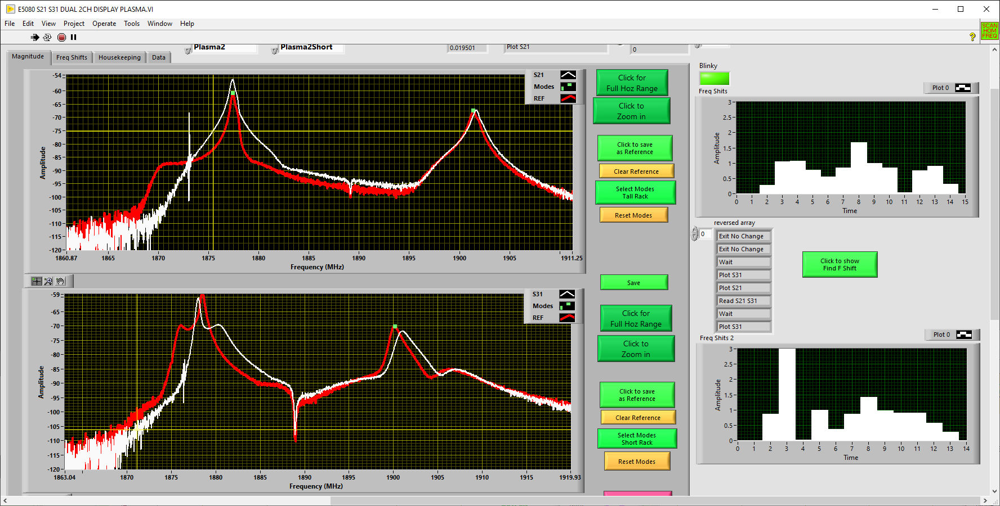 E5080 S21 S31 DUAL 2CH DISPLAY PLASMA.VI
File Edit View Project Operate Tools Window Help
SCAN
HOM
FREQ
Plasma2
Plasma2Short
0.019501
Plot S21
0
Magnitude
Freq Shifts
Housekeeping
Data
S21
Modes
REF
Amplitude
-54
-60
-65
-70
-75
-80
-85
-90
-95
-100
-105
-110
-115
-120
1860.87 1865 1870 1875 1880 1885 1890 1895 1901 1905 1911.25
Frequency (MHz)
Click for
Full Hoz Range
Click to
Zoom in
Click to save
as Reference
Clear Reference
Select Modes
Tall Rack
Reset Modes
Save
S31
Modes
REF
Amplitude
-59
-65
-70
-75
-80
-85
-90
-95
-100
-105
-110
-115
-120
1863.04 1870 1875 1880 1885 1890 1895 1900 1905 1910 1915 1919.93
Frequency (MHz)
Click for
Full Hoz Range
Click to
Zoom in
Click to save
as Reference
Clear Reference
Select Modes
Short Rack
Reset Modes
Blinky
Freq Shits
Plot 0
Amplitude
3
2.5
2
1.5
1
0.5
0
0 1 2 3 4 5 6 7 8 9 10 11 12 13 14 15
Time
reversed array
0
Exit No Change
Exit No Change
Wait
Plot S31
Plot S21
Read S21 S31
Wait
Plot S31
Click to show
Find F Shift
Freq Shits 2
Plot 0
Amplitude
3
2.5
2
1.5
1
0.5
0
0 1 2 3 4 5 6 7 8 9 10 11 12 13 14
Time